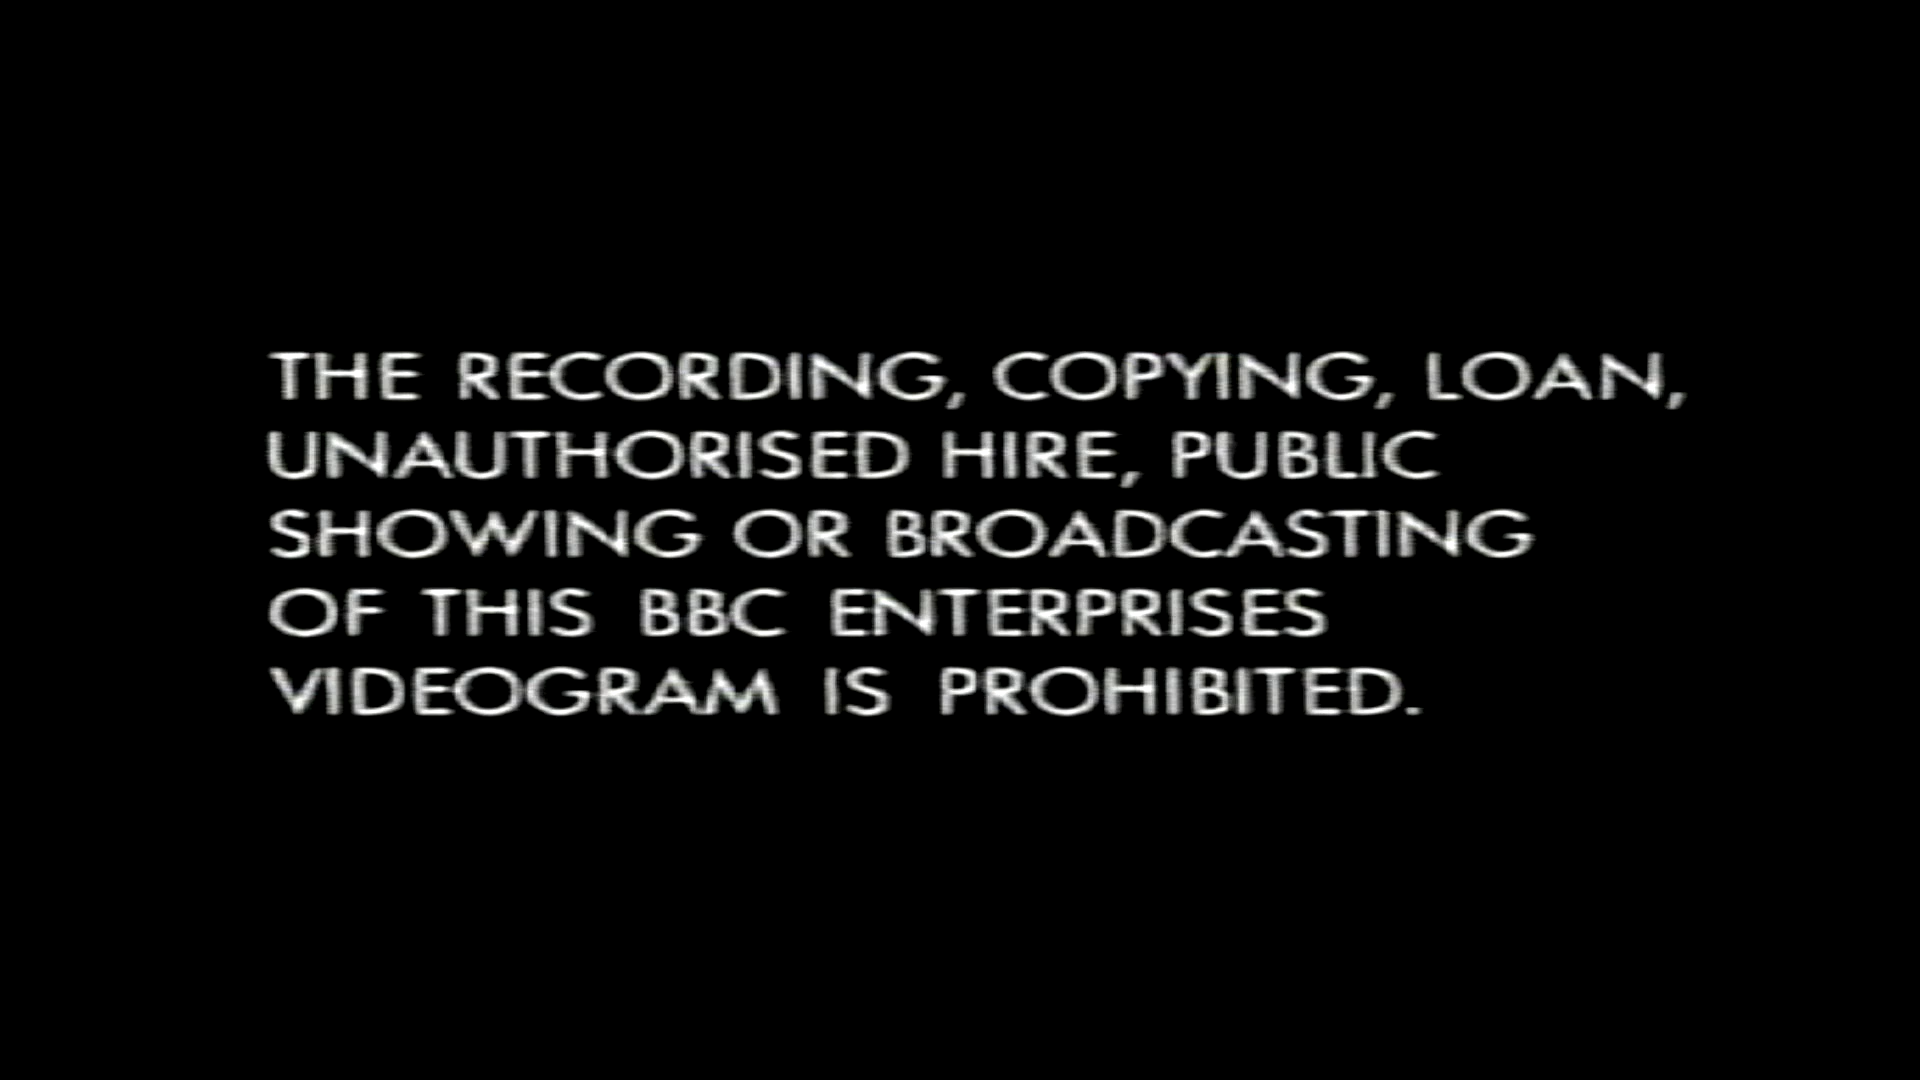 THE RECORDING, COPYING, LOAN,
UNAUTHORISED HIRE, PUBLIC
SHOWING OR BROADCASTING
OF THIS BBC ENTERPRISES
VIDEOGRAM IS PROHIBITED.